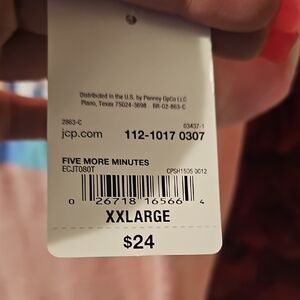 Distributed in the U.S. by Penney OpCo LLC
Plano, Texas 75024-3698 BR-02-863-C
2863-C 03437-1
jcp.com 112-1017 0307
FIVE MORE MINUTES
ECJT080T CPSH1505 0012
0 26718 16566 4
XXLARGE
$24